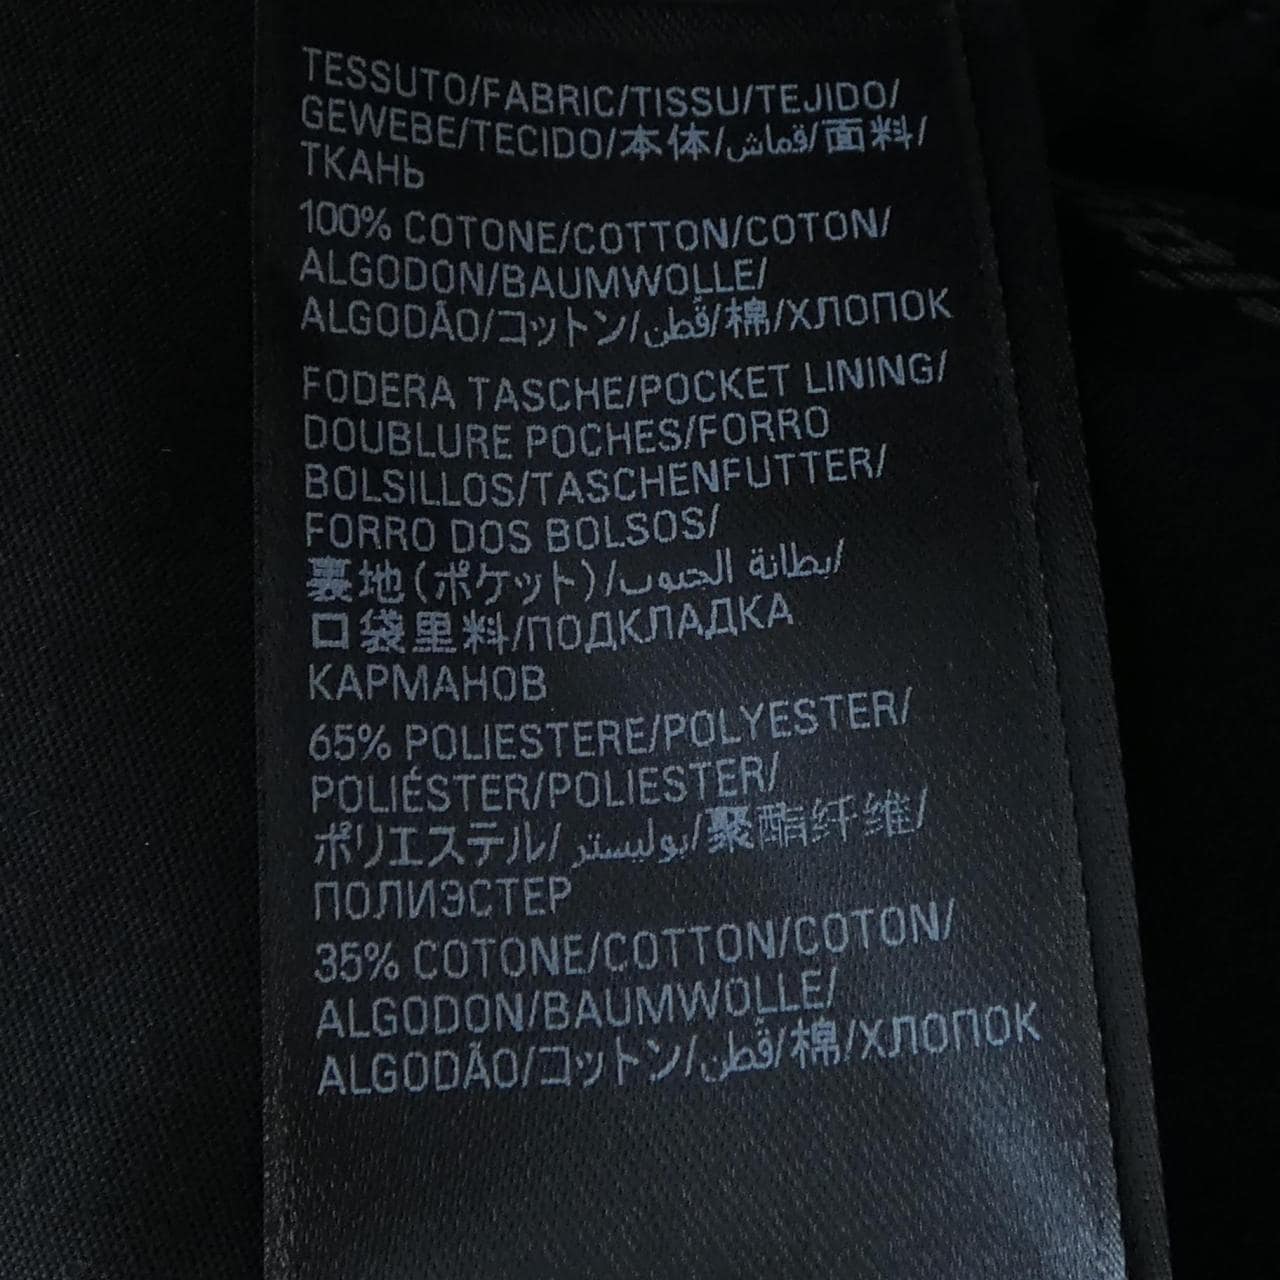 TESSUTO/FABRIC/TISSU/TEJIDO/
GEWEBE/TECIDO/本体/قماش/面料/
ТКАНЬ
100% COTONE/COTTON/COTON/
ALGODON/BAUMWOLLE/
ALGODÃO/コットン/قطن/棉/ХЛОПОК
FODERA TASCHE/POCKET LINING/
DOUBLURE POCHES/FORRO
BOLSILLOS/TASCHENFUTTER/
FORRO DOS BOLSOS/
裏地(ポケット)/بطانة الجيوب/
口袋里料/ПОДКЛАДКА
КАРМАНОВ
65% POLIESTERE/POLYESTER/
POLIÉSTER/POLIESTER/
ポリエステル/بوليستر/聚酯纤维/
ПОЛИЭСТЕР
35% COTONE/COTTON/COTON/
ALGODON/BAUMWOLLE/
ALGODÃO/コットン/قطن/棉/ХЛОПОК